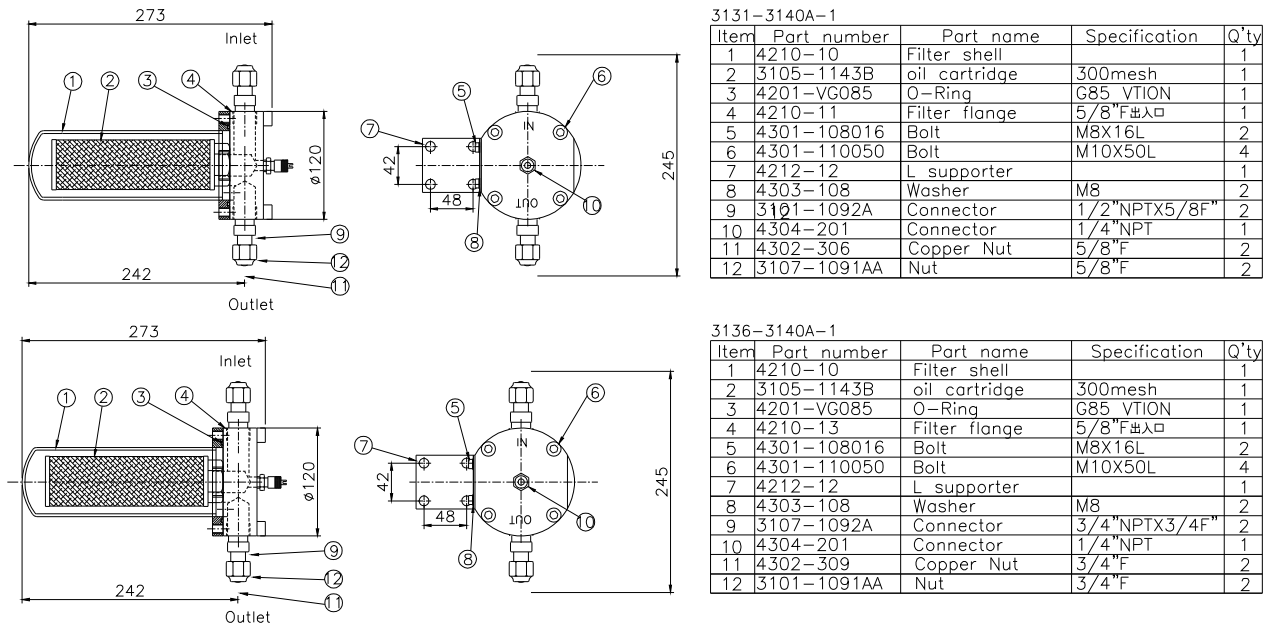 273
Inlet
① ② ③ ④
ø120
⑨
⑫
⑪
242
Outlet
⑤ ⑥
⑦
IN
42
48
OUT
⑧
⑩
245
3131-3140A-1
Item Part number Part name Specification Q'ty
1 4210-10 Filter shell 1
2 3105-1143B oil cartridge 300mesh 1
3 4201-VG085 O-Ring G85 VTION 1
4 4210-11 Filter flange 5/8"F出入口 1
5 4301-108016 Bolt M8X16L 2
6 4301-110050 Bolt M10X50L 4
7 4212-12 L supporter 1
8 4303-108 Washer M8 2
9 -1092A Connector 1/2"NPTX5/8F" 2
10 4304-201 Connector 1/4"NPT 1
11 4302-306 Copper Nut 5/8"F 2
12 3107-1091AA Nut 5/8"F 2
273
Inlet
① ② ③ ④
ø120
⑨
⑫
⑪
242
Outlet
⑤ ⑥
⑦
IN
42
48
OUT
⑧
⑩
245
3136-3140A-1
Item Part number Part name Specification Q'ty
1 4210-10 Filter shell 1
2 3105-1143B oil cartridge 300mesh 1
3 4201-VG085 O-Ring G85 VTION 1
4 4210-13 Filter flange 5/8"F出入口 1
5 4301-108016 Bolt M8X16L 2
6 4301-110050 Bolt M10X50L 4
7 4212-12 L supporter 1
8 4303-108 Washer M8 2
9 3107-1092A Connector 3/4"NPTX3/4F" 2
10 4304-201 Connector 1/4"NPT 1
11 4302-309 Copper Nut 3/4"F 2
12 3101-1091AA Nut 3/4"F 2